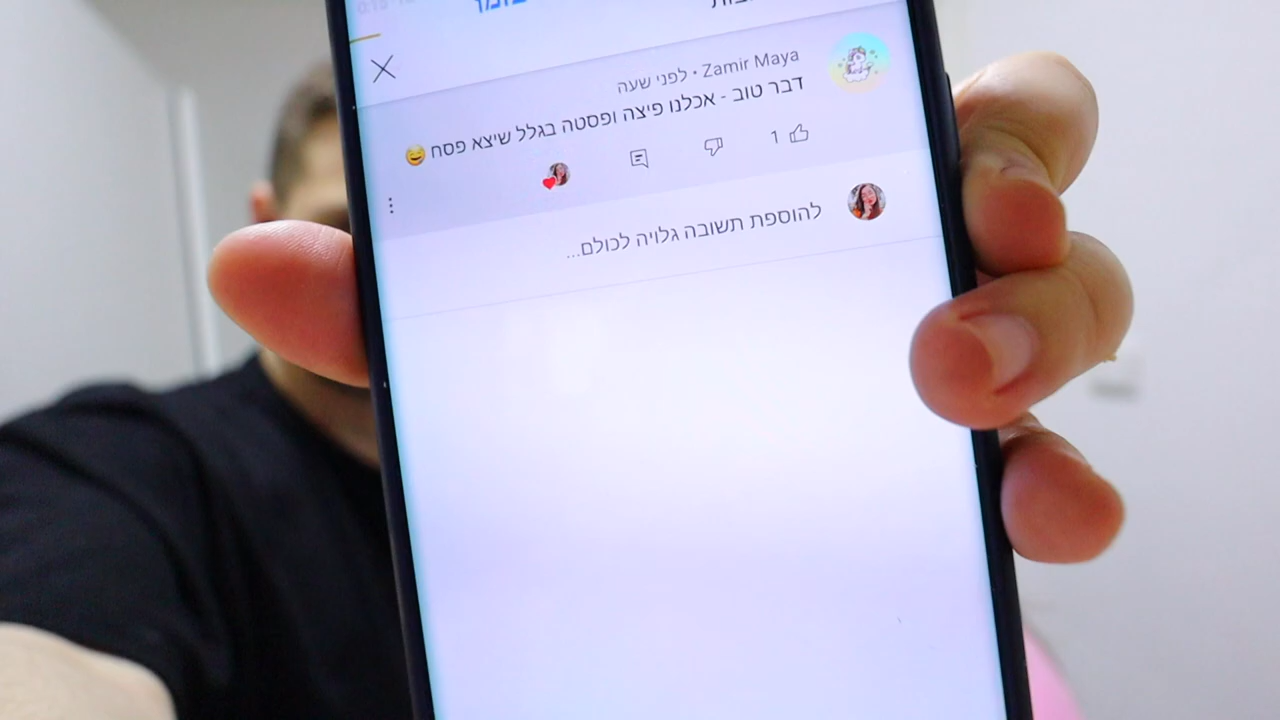 Zamir Maya • לפני שעה
דבר טוב - אכלנו פיצה ופסטה בגלל שיצא פסח 😄
1
להוספת תשובה גלויה לכולם...